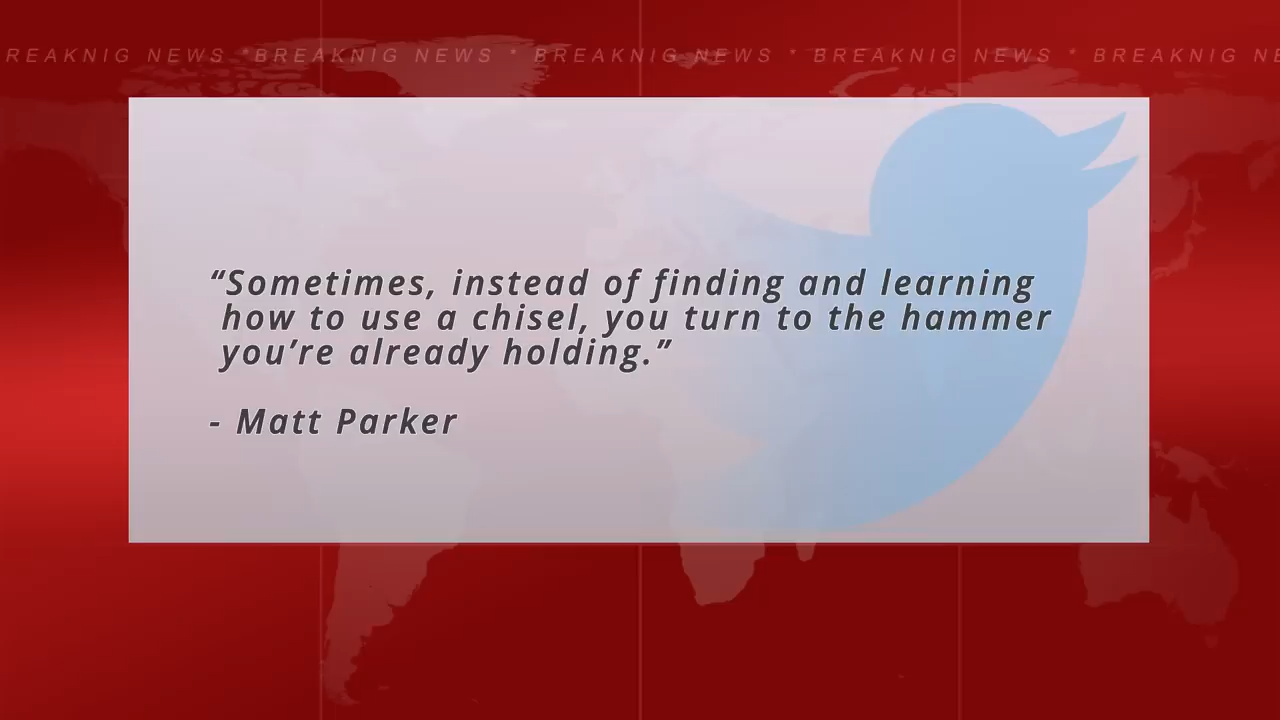 REAKNIG NEWS * BREAKNIG NEWS * BREAKNIG NEWS * BREAKNIG NEWS * BREAKNIG NE
“Sometimes, instead of finding and learning
how to use a chisel, you turn to the hammer
you’re already holding.”
- Matt Parker